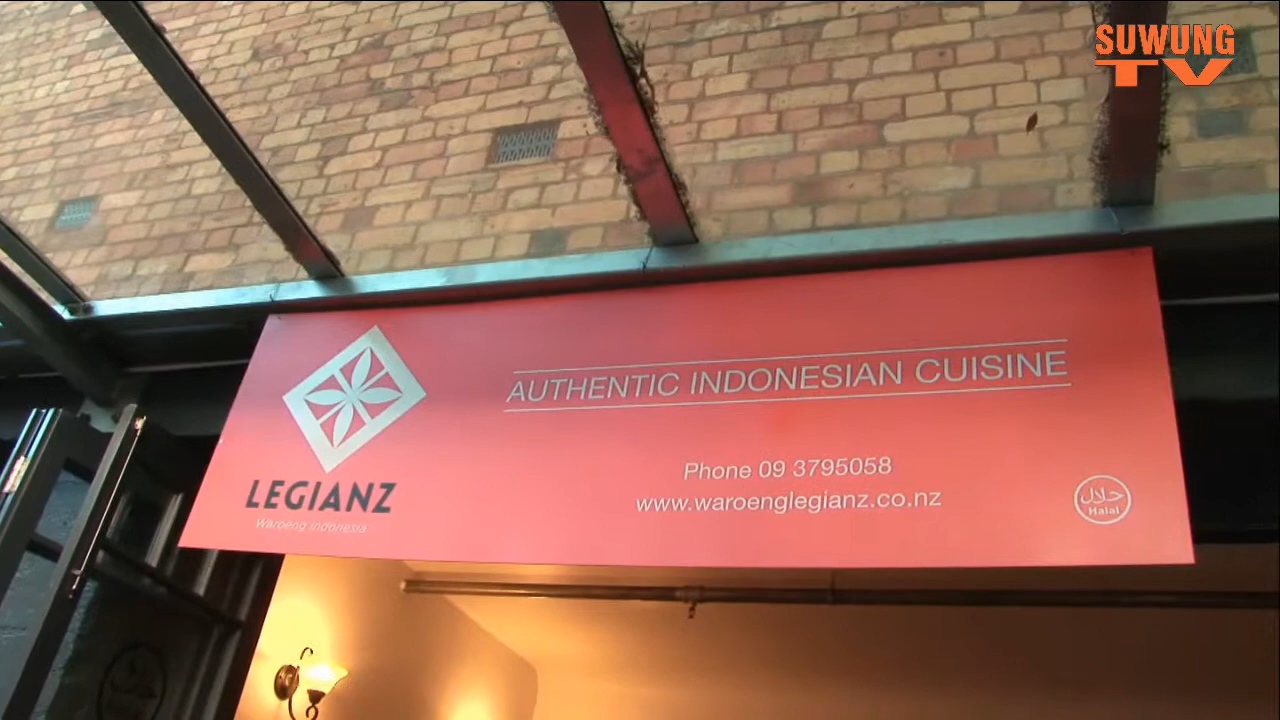 SUWUNG
TV
AUTHENTIC INDONESIAN CUISINE
LEGIANZ
Waroeng Indonesia
Phone 09 3795058
www.waroenglegianz.co.nz
حلال
Halal